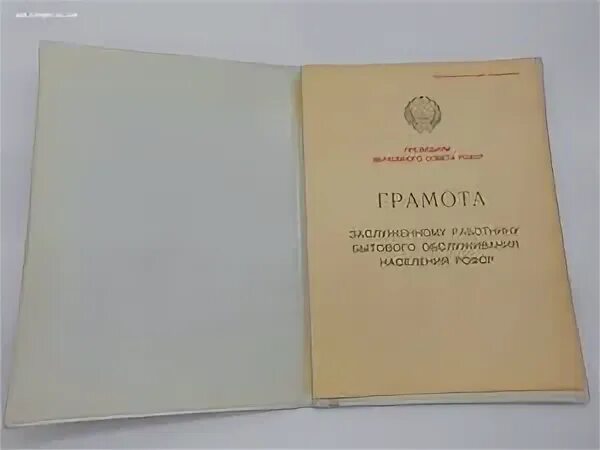 ПРЕЗИДИУМ
ВЕРХОВНОГО СОВЕТА РСФСР
ГРАМОТА
ЗАСЛУЖЕННОМУ РАБОТНИКУ
БЫТОВОГО ОБСЛУЖИВАНИЯ
НАСЕЛЕНИЯ РСФСР